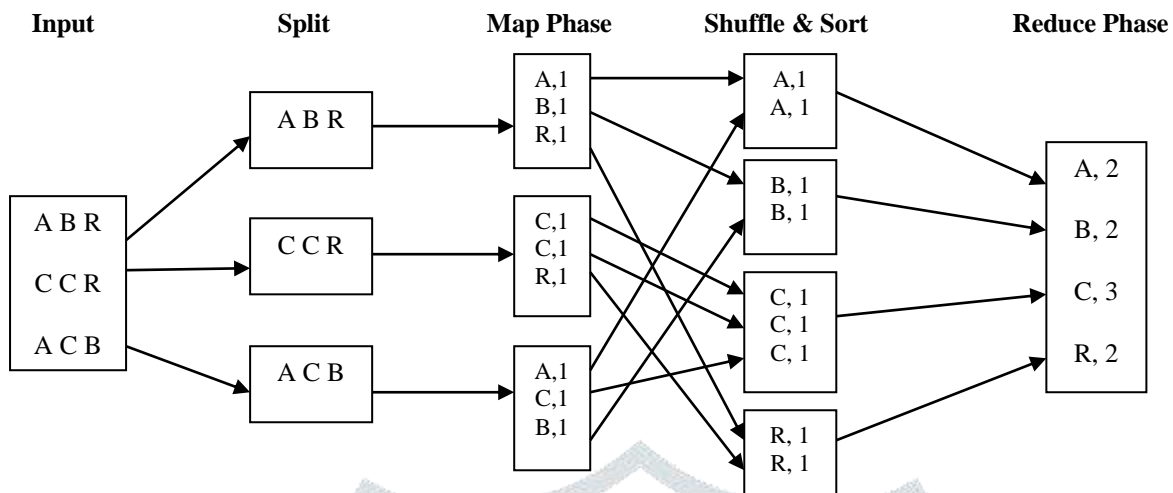 Input
Split
Map Phase
Shuffle & Sort
Reduce Phase
A B R
C C R
A C B
A B R
C C R
A C B
A,1
B,1
R,1
C,1
C,1
R,1
A,1
C,1
B,1
A,1
A, 1
B, 1
B, 1
C, 1
C, 1
C, 1
R, 1
R, 1
A, 2
B, 2
C, 3
R, 2